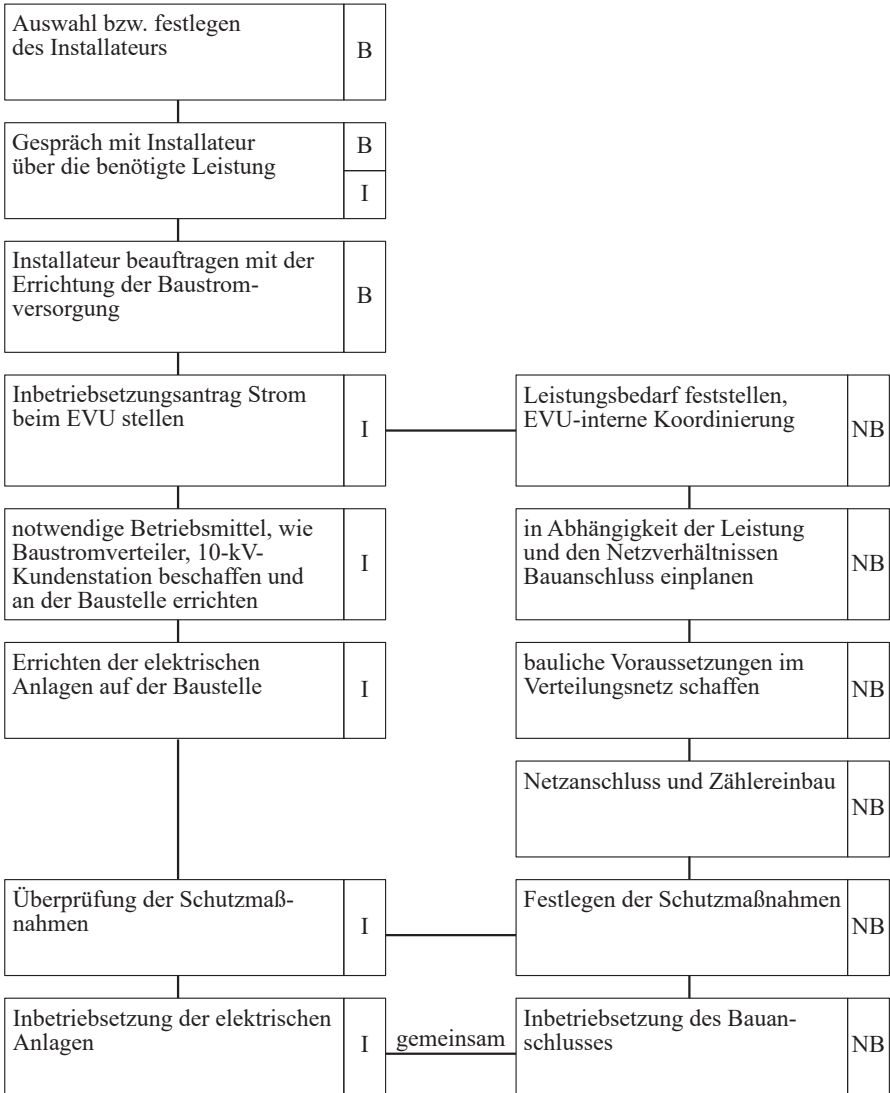 Auswahl bzw. festlegen
des Installateurs
B
Gespräch mit Installateur
über die benötigte Leistung
B
I
Installateur beauftragen mit der
Errichtung der Baustrom-
versorgung
B
Inbetriebsetzungsantrag Strom
beim EVU stellen
I
Leistungsbedarf feststellen,
EVU-interne Koordinierung
NB
notwendige Betriebsmittel, wie
Baustromverteiler, 10-kV-
Kundenstation beschaffen und
an der Baustelle errichten
I
in Abhängigkeit der Leistung
und den Netzverhältnissen
Bauanschluss einplanen
NB
Errichten der elektrischen
Anlagen auf der Baustelle
I
bauliche Voraussetzungen im
Verteilungsnetz schaffen
NB
Netzanschluss und Zählereinbau
NB
Überprüfung der Schutzmaß-
nahmen
I
Festlegen der Schutzmaßnahmen
NB
Inbetriebsetzung der elektrischen
Anlagen
I
gemeinsam
Inbetriebsetzung des Bauan-
schlusses
NB